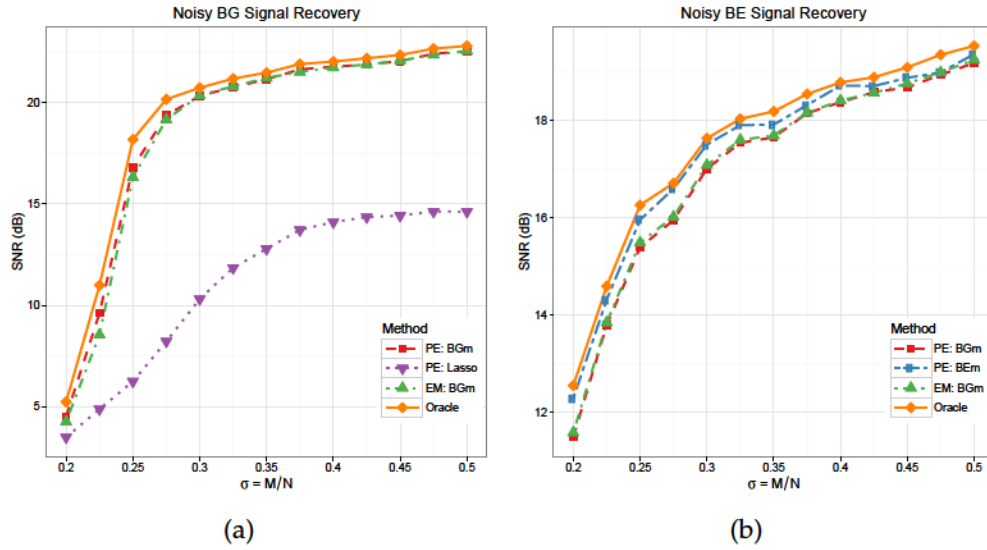 Noisy BG Signal Recovery
SNR (dB)
20
15
10
5
0.2 0.25 0.3 0.35 0.4 0.45 0.5
σ = M/N
Method
PE: BGm
PE: Lasso
EM: BGm
Oracle
(a)
Noisy BE Signal Recovery
SNR (dB)
18
16
14
12
0.2 0.25 0.3 0.35 0.4 0.45 0.5
σ = M/N
Method
PE: BGm
PE: BEm
EM: BGm
Oracle
(b)